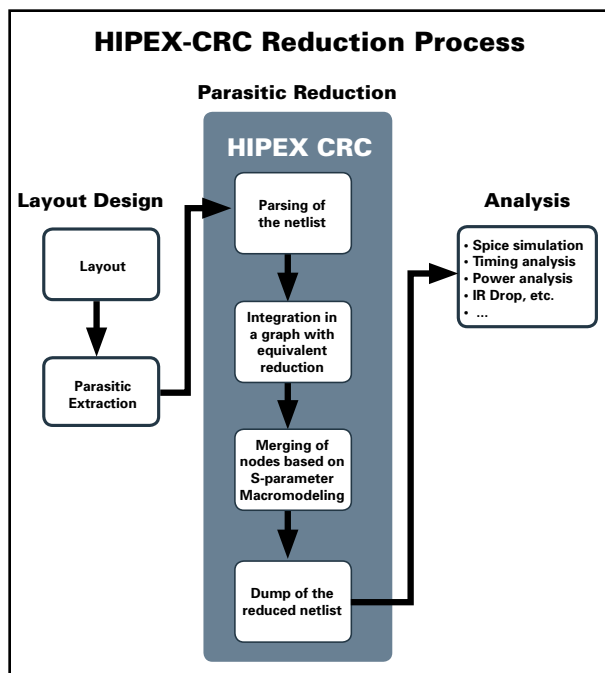 HIPEX-CRC Reduction Process
Parasitic Reduction
HIPEX CRC
Layout Design
Layout
Parasitic
Extraction
Parsing of
the netlist
Integration in
a graph with
equivalent
reduction
Merging of
nodes based on
S-parameter
Macromodeling
Dump of the
reduced netlist
Analysis
• Spice simulation
• Timing analysis
• Power analysis
• IR Drop, etc.
• ...